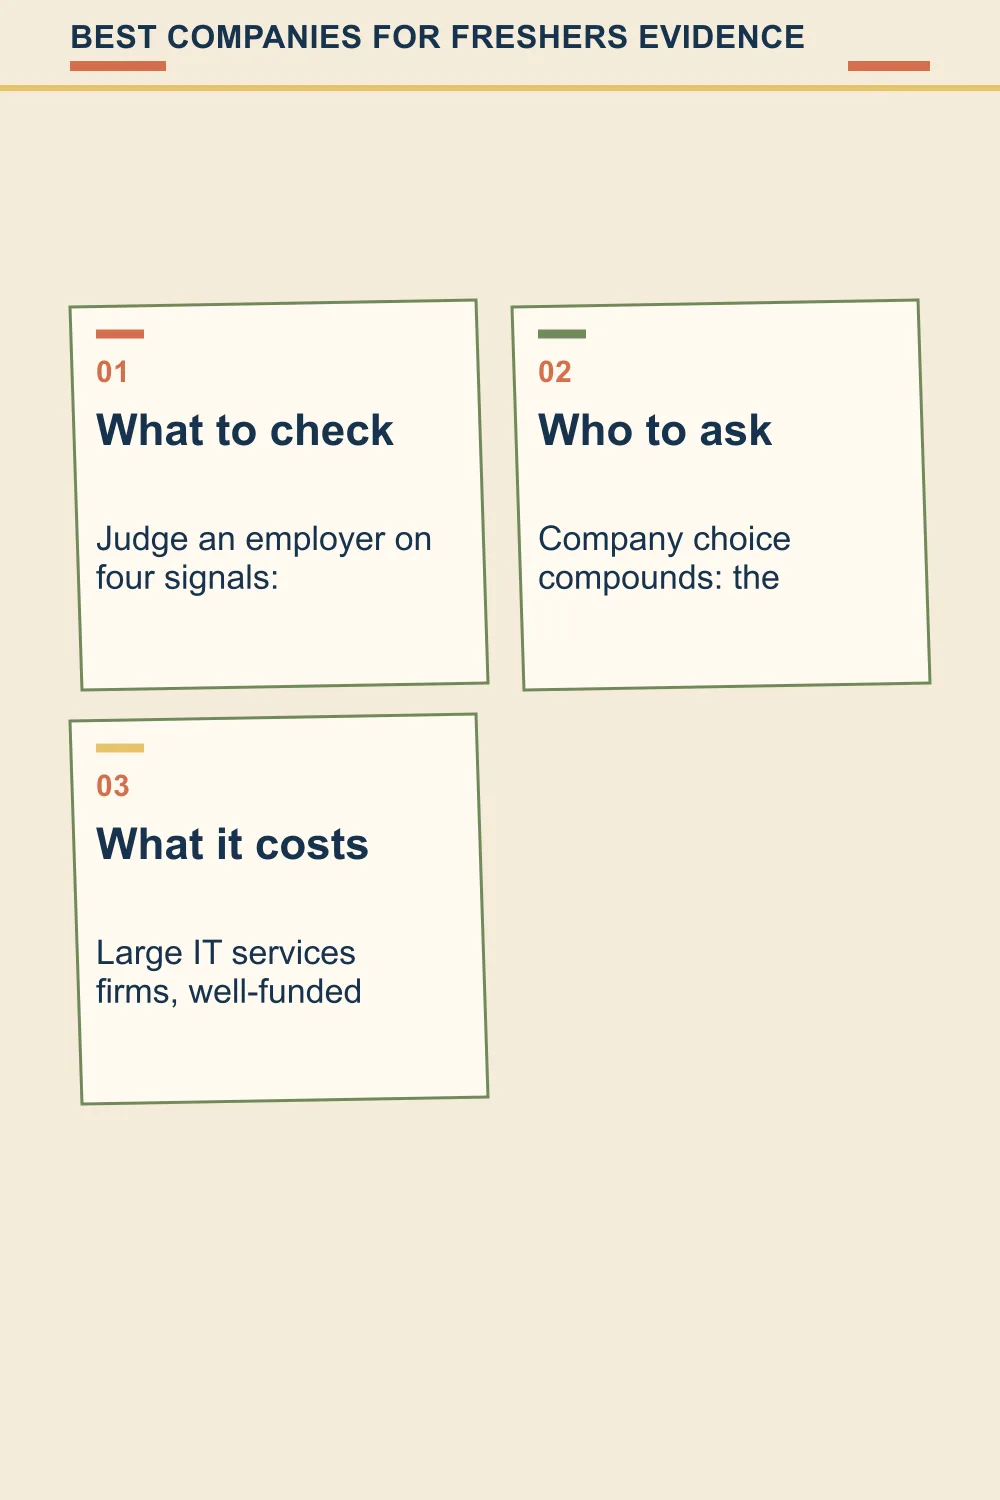 BEST COMPANIES FOR FRESHERS EVIDENCE
01
What to check
Judge an employer on
four signals:
02
Who to ask
Company choice
compounds: the
03
What it costs
Large IT services
firms, well-funded